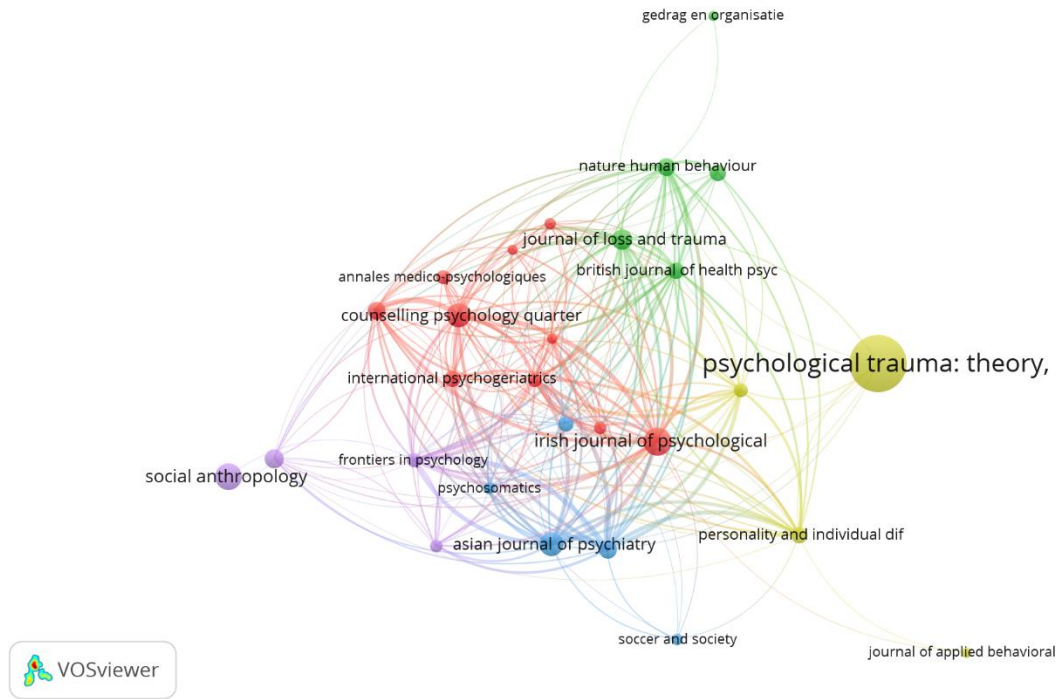 gedrag en organisatie
nature human behaviour
journal of loss and trauma
british journal of health psyc
annales medico-psychologiques
counselling psychology quarter
psychological trauma: theory,
international psychogeriatrics
irish journal of psychological
frontiers in psychology
social anthropology
psychosomatics
personality and individual dif
asian journal of psychiatry
soccer and society
journal of applied behavioral
VOSviewer